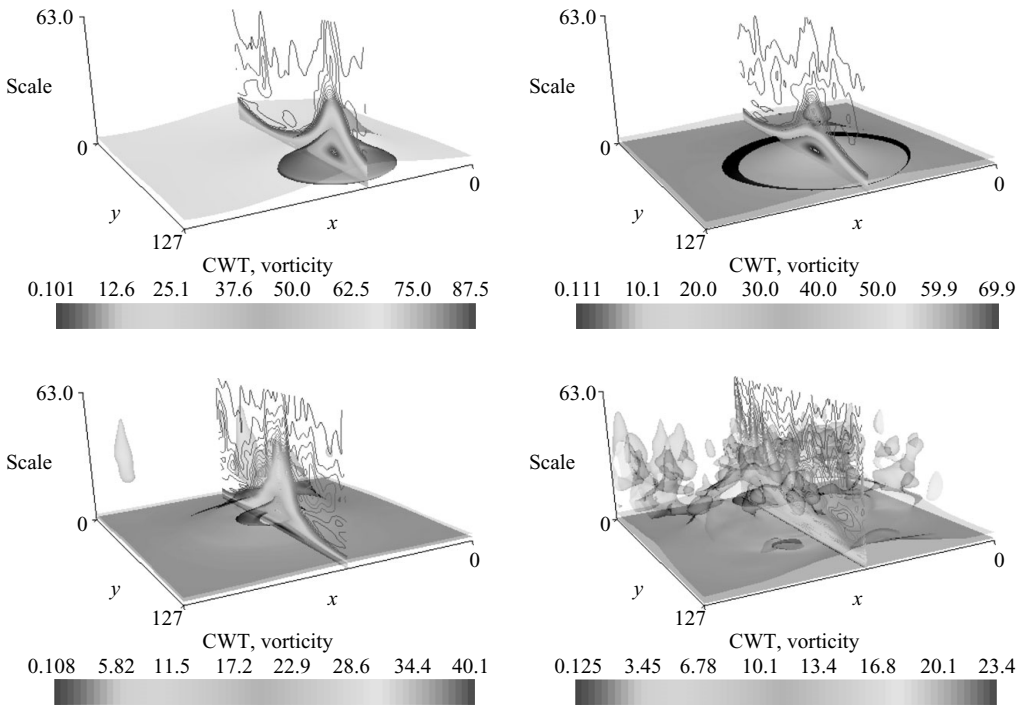 63.0 63.0
Scale Scale
0 0
0 0
y x y x
127 127
CWT, vorticity CWT, vorticity
0.101 12.6 25.1 37.6 50.0 62.5 75.0 87.5 0.111 10.1 20.0 30.0 40.0 50.0 59.9 69.9
63.0 63.0
Scale Scale
0 0
0 0
y x y x
127 127
CWT, vorticity CWT, vorticity
0.108 5.82 11.5 17.2 22.9 28.6 34.4 40.1 0.125 3.45 6.78 10.1 13.4 16.8 20.1 23.4